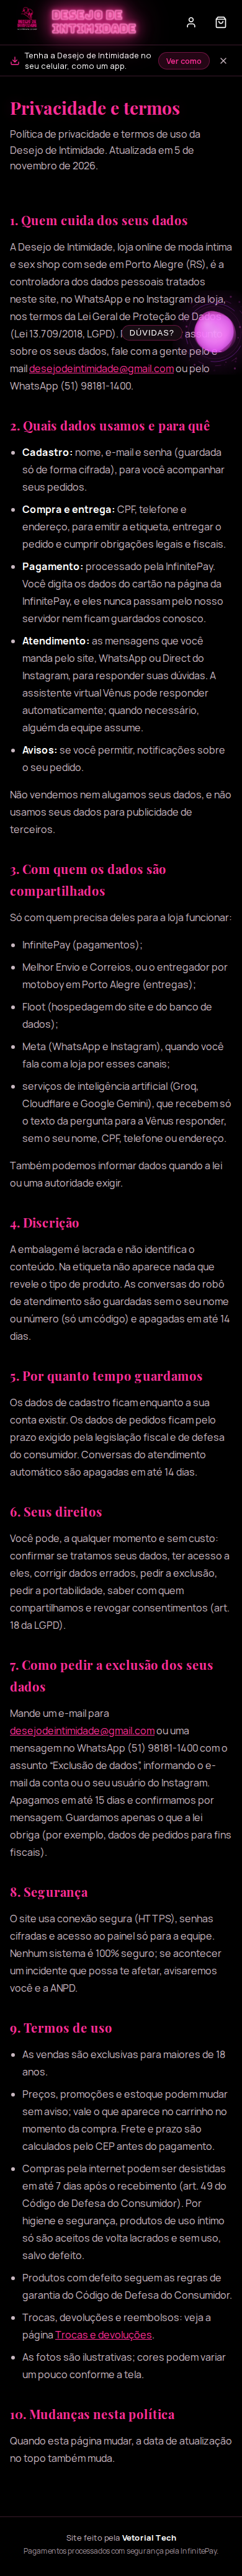 DESEJO DE
INTIMIDADE
Tenha a Desejo de Intimidade no
seu celular, como um app.
Ver como
Privacidade e termos
Política de privacidade e termos de uso da
Desejo de Intimidade. Atualizada em 5 de
novembro de 2026.
1. Quem cuida dos seus dados
A Desejo de Intimidade, loja online de moda íntima
e sex shop com sede em Porto Alegre (RS), é a
controladora dos dados pessoais tratados
neste site, no WhatsApp e no Instagram da loja,
nos termos da Lei Geral de Proteção de Da
(Lei 13.709/2018, LGPD).
DÚVIDAS?
sobre os seus dados, fale com a gente pelo e-
mail desejodeintimidade@gmail.com ou pelo
WhatsApp (51) 98181-1400.
2. Quais dados usamos e para quê
Cadastro: nome, e-mail e senha (guardada
só de forma cifrada), para você acompanhar
seus pedidos.
Compra e entrega: CPF, telefone e
endereço, para emitir a etiqueta, entregar o
pedido e cumprir obrigações legais e fiscais.
Pagamento: processado pela InfinitePay.
Você digita os dados do cartão na página da
InfinitePay, e eles nunca passam pelo nosso
servidor nem ficam guardados conosco.
Atendimento: as mensagens que você
manda pelo site, WhatsApp ou Direct do
Instagram, para responder suas dúvidas. A
assistente virtual Vênus pode responder
automaticamente; quando necessário,
alguém da equipe assume.
Avisos: se você permitir, notificações sobre
o seu pedido.
Não vendemos nem alugamos seus dados, e não
usamos seus dados para publicidade de
terceiros.
3. Com quem os dados são
compartilhados
Só com quem precisa deles para a loja funcionar:
InfinitePay (pagamentos);
Melhor Envio e Correios, ou o entregador por
motoboy em Porto Alegre (entregas);
Floot (hospedagem do site e do banco de
dados);
Meta (WhatsApp e Instagram), quando você
fala com a loja por esses canais;
serviços de inteligência artificial (Groq,
Cloudflare e Google Gemini), que recebem só
o texto da pergunta para a Vênus responder,
sem o seu nome, CPF, telefone ou endereço.
Também podemos informar dados quando a lei
ou uma autoridade exigir.
4. Discrição
A embalagem é lacrada e não identifica o
conteúdo. Na etiqueta não aparece nada que
revele o tipo de produto. As conversas do robô
de atendimento são guardadas sem o seu nome
ou número (só um código) e apagadas em até 14
dias.
5. Por quanto tempo guardamos
Os dados de cadastro ficam enquanto a sua
conta existir. Os dados de pedidos ficam pelo
prazo exigido pela legislação fiscal e de defesa
do consumidor. Conversas do atendimento
automático são apagadas em até 14 dias.
6. Seus direitos
Você pode, a qualquer momento e sem custo:
confirmar se tratamos seus dados, ter acesso a
eles, corrigir dados errados, pedir a exclusão,
pedir a portabilidade, saber com quem
compartilhamos e revogar consentimentos (art.
18 da LGPD).
7. Como pedir a exclusão dos seus
dados
Mande um e-mail para
desejodeintimidade@gmail.com ou uma
mensagem no WhatsApp (51) 98181-1400 com o
assunto “Exclusão de dados”, informando o e-
mail da conta ou o seu usuário do Instagram.
Apagamos em até 15 dias e confirmamos por
mensagem. Guardamos apenas o que a lei
obriga (por exemplo, dados de pedidos para fins
fiscais).
8. Segurança
O site usa conexão segura (HTTPS), senhas
cifradas e acesso ao painel só para a equipe.
Nenhum sistema é 100% seguro; se acontecer
um incidente que possa te afetar, avisaremos
você e a ANPD.
9. Termos de uso
As vendas são exclusivas para maiores de 18
anos.
Preços, promoções e estoque podem mudar
sem aviso; vale o que aparece no carrinho no
momento da compra. Frete e prazo são
calculados pelo CEP antes do pagamento.
Compras pela internet podem ser desistidas
em até 7 dias após o recebimento (art. 49 do
Código de Defesa do Consumidor). Por
higiene e segurança, produtos de uso íntimo
só são aceitos de volta lacrados e sem uso,
salvo defeito.
Produtos com defeito seguem as regras de
garantia do Código de Defesa do Consumidor.
Trocas, devoluções e reembolsos: veja a
página Trocas e devoluções.
As fotos são ilustrativas; cores podem variar
um pouco conforme a tela.
10. Mudanças nesta política
Quando esta página mudar, a data de atualização
no topo também muda.
Site feito pela Vetorial Tech
Pagamentos processados com segurança pela InfinitePay.